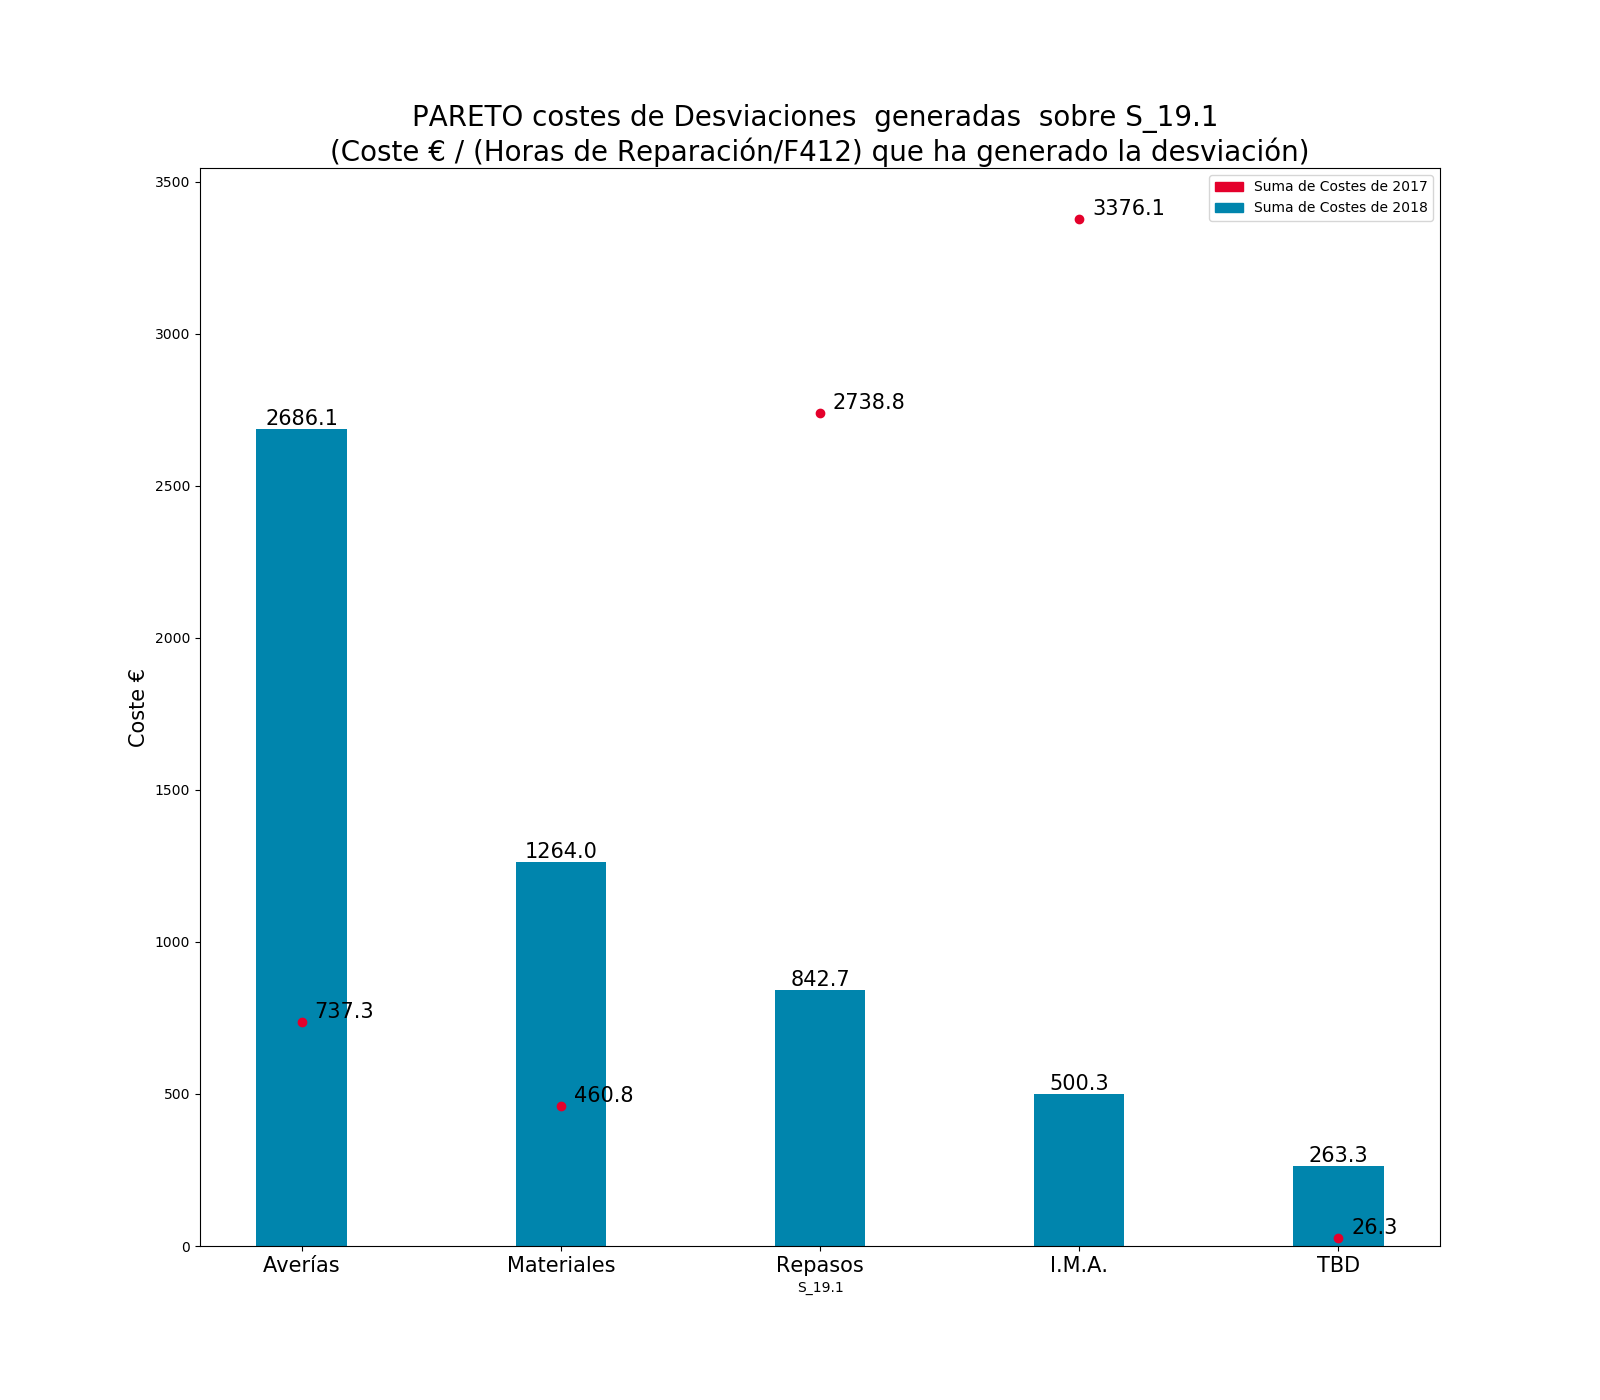 PARETO costes de Desviaciones  generadas  sobre S_19.1
(Coste € / (Horas de Reparación/F412) que ha generado la desviación)
Suma de Costes de 2017
Suma de Costes de 2018
3500
3000
2500
2000
1500
1000
500
0
Coste €
3376.1
2738.8
2686.1
1264.0
842.7
737.3
460.8
500.3
263.3
26.3
Averías
Materiales
Repasos
I.M.A.
TBD
S_19.1